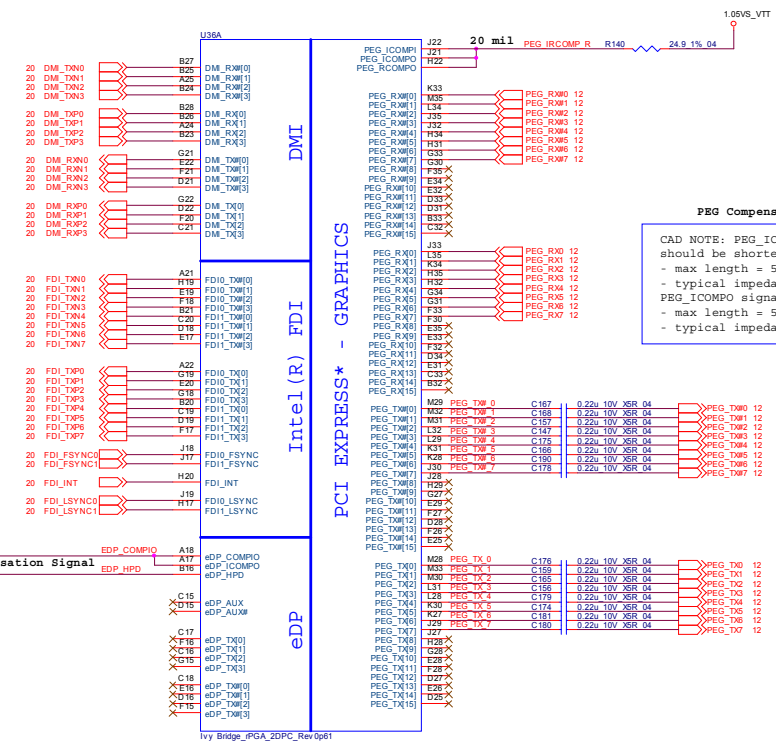 1.05VS_VTT
U36A
20 mil
PEG_IRCOMP_R
R140
24.9_1%_04
J22
PEG_ICOMPI
J21
PEG_ICOMPO
H22
PEG_RCOMPO
20 DMI_TXN0 B27 DMI_RX#[0]
20 DMI_TXN1 B25 DMI_RX#[1]
20 DMI_TXN2 A25 DMI_RX#[2]
20 DMI_TXN3 B24 DMI_RX#[3]
20 DMI_TXP0 B28 DMI_RX[0]
20 DMI_TXP1 B26 DMI_RX[1]
20 DMI_TXP2 A24 DMI_RX[2]
20 DMI_TXP3 B23 DMI_RX[3]
20 DMI_RXN0 G21 DMI_TX#[0]
20 DMI_RXN1 E22 DMI_TX#[1]
20 DMI_RXN2 F21 DMI_TX#[2]
20 DMI_RXN3 D21 DMI_TX#[3]
20 DMI_RXP0 G22 DMI_TX[0]
20 DMI_RXP1 D22 DMI_TX[1]
20 DMI_RXP2 F20 DMI_TX[2]
20 DMI_RXP3 C21 DMI_TX[3]
DMI
20 FDI_TXN0 A21 FDI0_TX#[0]
20 FDI_TXN1 H19 FDI0_TX#[1]
20 FDI_TXN2 E19 FDI0_TX#[2]
20 FDI_TXN3 F18 FDI0_TX#[3]
20 FDI_TXN4 B21 FDI1_TX#[0]
20 FDI_TXN5 C20 FDI1_TX#[1]
20 FDI_TXN6 D18 FDI1_TX#[2]
20 FDI_TXN7 E17 FDI1_TX#[3]
20 FDI_TXP0 A22 FDI0_TX[0]
20 FDI_TXP1 G19 FDI0_TX[1]
20 FDI_TXP2 E20 FDI0_TX[2]
20 FDI_TXP3 G18 FDI0_TX[3]
20 FDI_TXP4 B20 FDI1_TX[0]
20 FDI_TXP5 C19 FDI1_TX[1]
20 FDI_TXP6 D19 FDI1_TX[2]
20 FDI_TXP7 F17 FDI1_TX[3]
20 FDI_FSYNC0 J18 FDI0_FSYNC
20 FDI_FSYNC1 J17 FDI1_FSYNC
20 FDI_INT H20 FDI_INT
20 FDI_LSYNC0 J19 FDI0_LSYNC
20 FDI_LSYNC1 H17 FDI1_LSYNC
Intel(R) FDI
sation Signal
EDP_COMPIO A18 eDP_COMPIO
A17 eDP_ICOMPO
EDP_HPD B16 eDP_HPD
C15 eDP_AUX
D15 eDP_AUX#
C17 eDP_TX[0]
F16 eDP_TX[1]
C16 eDP_TX[2]
G15 eDP_TX[3]
C18 eDP_TX#[0]
E16 eDP_TX#[1]
D16 eDP_TX#[2]
F15 eDP_TX#[3]
eDP
PCI EXPRESS* - GRAPHICS
PEG_RX#[0] K33 PEG_RX#0 12
PEG_RX#[1] M35 PEG_RX#1 12
PEG_RX#[2] L34 PEG_RX#2 12
PEG_RX#[3] J35 PEG_RX#3 12
PEG_RX#[4] J32 PEG_RX#4 12
PEG_RX#[5] H34 PEG_RX#5 12
PEG_RX#[6] H31 PEG_RX#6 12
PEG_RX#[7] G33 PEG_RX#7 12
PEG_RX#[8] G30
PEG_RX#[9] F35
PEG_RX#[10] E34
PEG_RX#[11] E32
PEG_RX#[12] D33
PEG_RX#[13] D31
PEG_RX#[14] B33
PEG_RX#[15] C32
PEG_RX[0] J33 PEG_RX0 12
PEG_RX[1] L35 PEG_RX1 12
PEG_RX[2] K34 PEG_RX2 12
PEG_RX[3] H35 PEG_RX3 12
PEG_RX[4] H32 PEG_RX4 12
PEG_RX[5] G34 PEG_RX5 12
PEG_RX[6] G31 PEG_RX6 12
PEG_RX[7] F33 PEG_RX7 12
PEG_RX[8] F30
PEG_RX[9] E35
PEG_RX[10] E33
PEG_RX[11] F32
PEG_RX[12] D34
PEG_RX[13] E31
PEG_RX[14] C33
PEG_RX[15] B32
PEG_TX#[0] M29 PEG_TX#_0 C167 0.22u_10V_X5R_04 PEG_TX#0 12
PEG_TX#[1] M32 PEG_TX#_1 C168 0.22u_10V_X5R_04 PEG_TX#1 12
PEG_TX#[2] M31 PEG_TX#_2 C157 0.22u_10V_X5R_04 PEG_TX#2 12
PEG_TX#[3] L32 PEG_TX#_3 C147 0.22u_10V_X5R_04 PEG_TX#3 12
PEG_TX#[4] L29 PEG_TX#_4 C175 0.22u_10V_X5R_04 PEG_TX#4 12
PEG_TX#[5] K31 PEG_TX#_5 C166 0.22u_10V_X5R_04 PEG_TX#5 12
PEG_TX#[6] K28 PEG_TX#_6 C190 0.22u_10V_X5R_04 PEG_TX#6 12
PEG_TX#[7] J30 PEG_TX#_7 C178 0.22u_10V_X5R_04 PEG_TX#7 12
PEG_TX#[8] J28
PEG_TX#[9] H29
PEG_TX#[10] G27
PEG_TX#[11] E29
PEG_TX#[12] F27
PEG_TX#[13] D28
PEG_TX#[14] F26
PEG_TX#[15] E25
PEG_TX[0] M28 PEG_TX_0 C176 0.22u_10V_X5R_04 PEG_TX0 12
PEG_TX[1] M33 PEG_TX_1 C159 0.22u_10V_X5R_04 PEG_TX1 12
PEG_TX[2] M30 PEG_TX_2 C165 0.22u_10V_X5R_04 PEG_TX2 12
PEG_TX[3] L31 PEG_TX_3 C156 0.22u_10V_X5R_04 PEG_TX3 12
PEG_TX[4] L28 PEG_TX_4 C179 0.22u_10V_X5R_04 PEG_TX4 12
PEG_TX[5] K30 PEG_TX_5 C174 0.22u_10V_X5R_04 PEG_TX5 12
PEG_TX[6] K27 PEG_TX_6 C181 0.22u_10V_X5R_04 PEG_TX6 12
PEG_TX[7] J29 PEG_TX_7 C180 0.22u_10V_X5R_04 PEG_TX7 12
PEG_TX[8] J27
PEG_TX[9] H28
PEG_TX[10] G28
PEG_TX[11] E28
PEG_TX[12] F28
PEG_TX[13] D27
PEG_TX[14] E26
PEG_TX[15] D25
PEG Compens
CAD NOTE: PEG_IC
should be shorte
- max length = 5
- typical impeda
PEG_ICOMPO signa
- max length = 5
- typical impeda
Ivy Bridge_rPGA_2DPC_Rev0p61